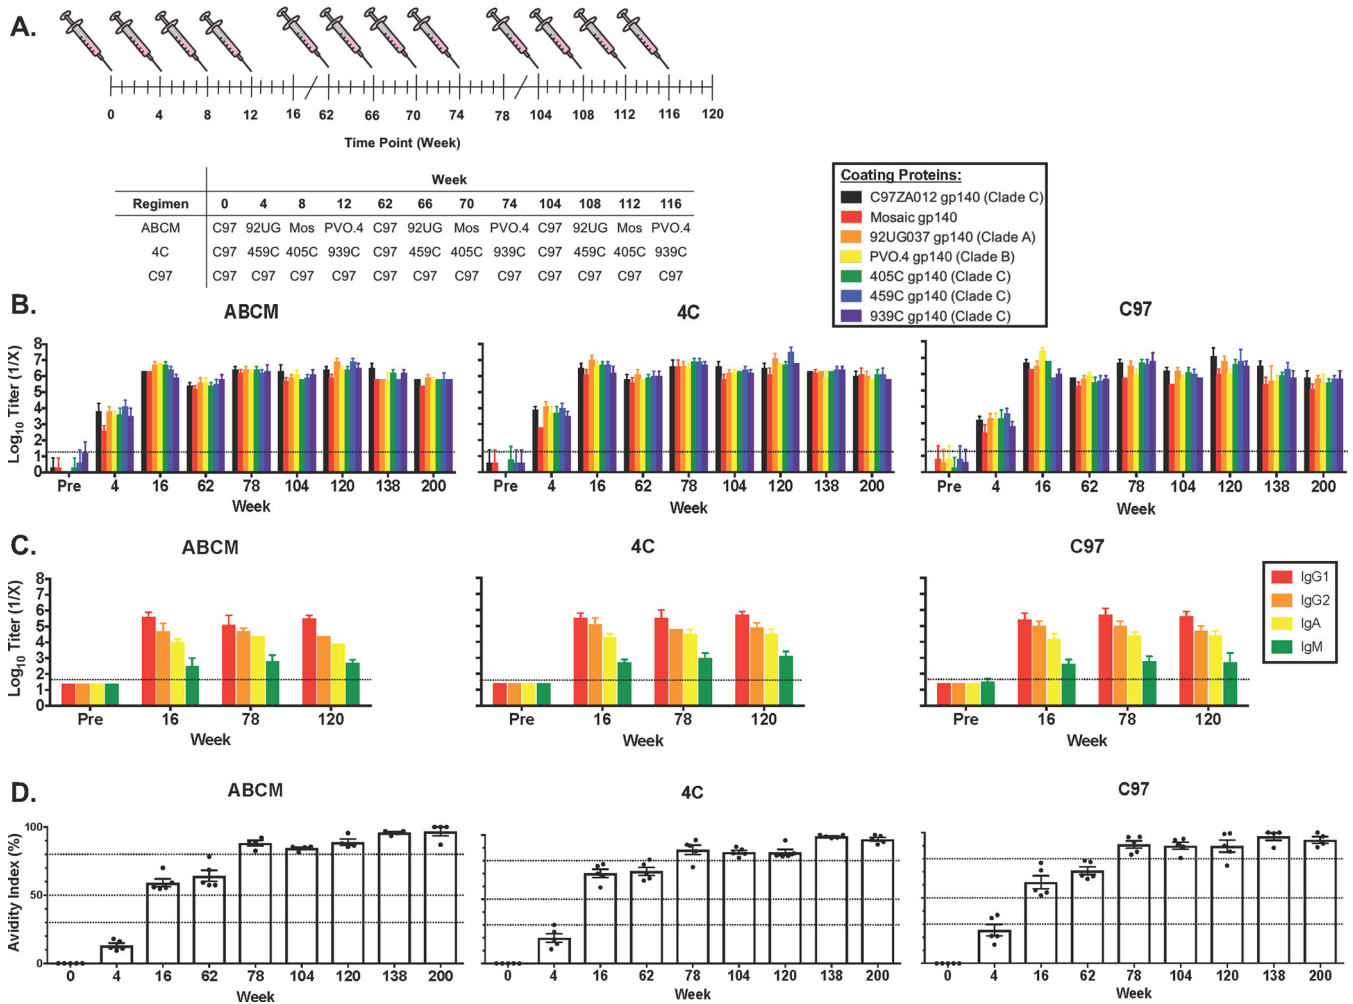 A.
0 4 8 12 16 62 66 70 74 78 104 108 112 116 120
Time Point (Week)
Week
Regimen 0 4 8 12 62 66 70 74 104 108 112 116
ABCM C97 92UG Mos PVO.4 C97 92UG Mos PVO.4 C97 92UG Mos PVO.4
4C C97 459C 405C 939C C97 459C 405C 939C C97 459C 405C 939C
C97 C97 C97 C97 C97 C97 C97 C97 C97 C97 C97 C97 C97
Coating Proteins:
C97ZA012 gp140 (Clade C)
Mosaic gp140
92UG037 gp140 (Clade A)
PVO.4 gp140 (Clade B)
405C gp140 (Clade C)
459C gp140 (Clade C)
939C gp140 (Clade C)
B.
ABCM
4C
C97
Log10 Titer (1/X)
8
7
6
5
4
3
2
1
0
Pre 4 16 62 78 104 120 138 200
Week
Pre 4 16 62 78 104 120 138 200
Week
Pre 4 16 62 78 104 120 138 200
Week
C.
ABCM
4C
C97
Log10 Titer (1/X)
8
7
6
5
4
3
2
1
0
Pre 16 78 120
Week
Pre 16 78 120
Week
Pre 16 78 120
Week
IgG1
IgG2
IgA
IgM
D.
ABCM
4C
C97
Avidity Index (%)
100
50
0
0 4 16 62 78 104 120 138 200
Week
0 4 16 62 78 104 120 138 200
Week
0 4 16 62 78 104 120 138 200
Week